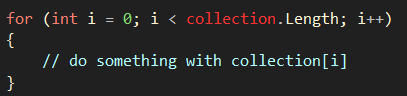 for (int i = 0; i < collection.Length; i++)
{
    // do something with collection[i]
}